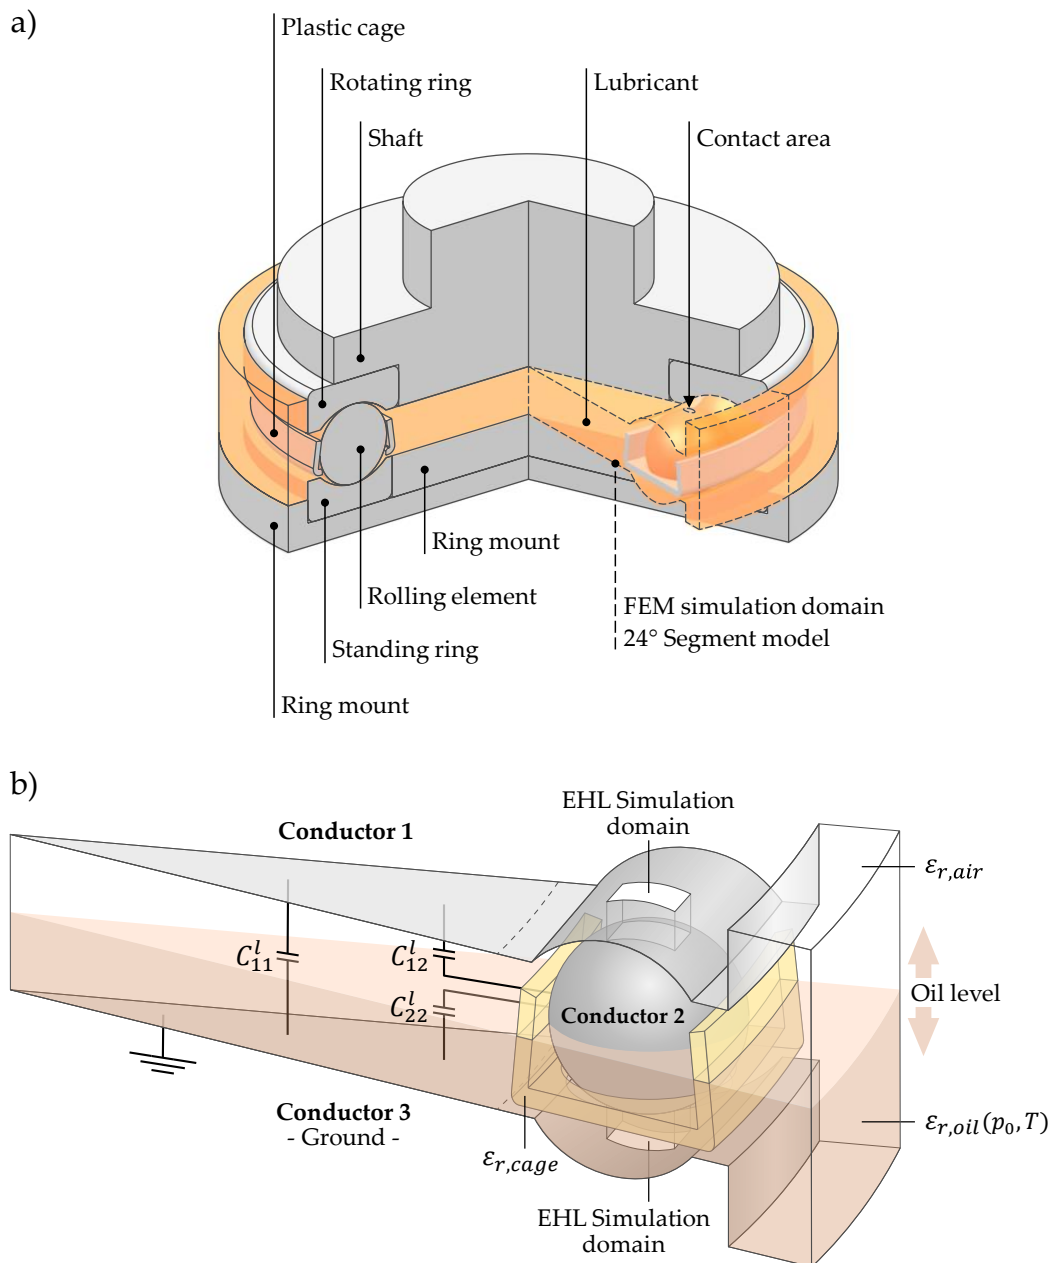 a)
Plastic cage
Rotating ring
Lubricant
Shaft
Contact area
Ring mount
Rolling element
FEM simulation domain
24° Segment model
Standing ring
Ring mount
b)
EHL Simulation
domain
Conductor 1
ε_{r,air}
C^l_{11}
C^l_{12}
C^l_{22}
Oil level
Conductor 2
Conductor 3
- Ground -
ε_{r,oil}(p_0, T)
ε_{r,cage}
EHL Simulation
domain